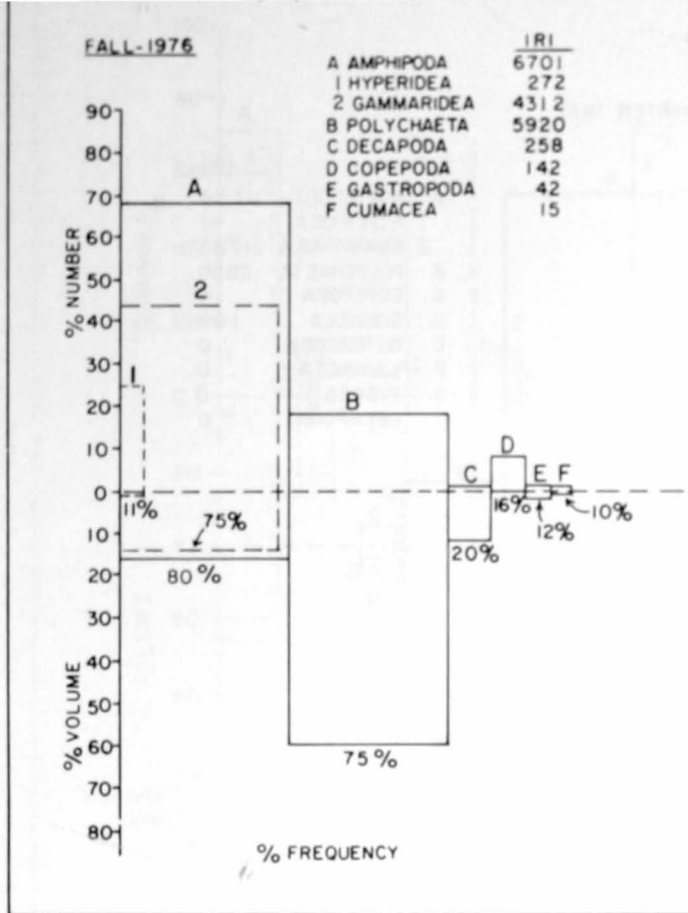 FALL-1976
IRI
A AMPHIPODA 6701
1 HYPERIDEA 272
2 GAMMARIDEA 4312
B POLYCHAETA 5920
C DECAPODA 258
D COPEPODA 142
E GASTROPODA 42
F CUMACEA 15
90
80
70
60
50
40
30
20
10
0
10
20
30
40
50
60
70
80
% NUMBER
% VOLUME
A
2
1
B
C
D
E
F
11%
75%
80%
75%
20%
16%
12%
10%
% FREQUENCY